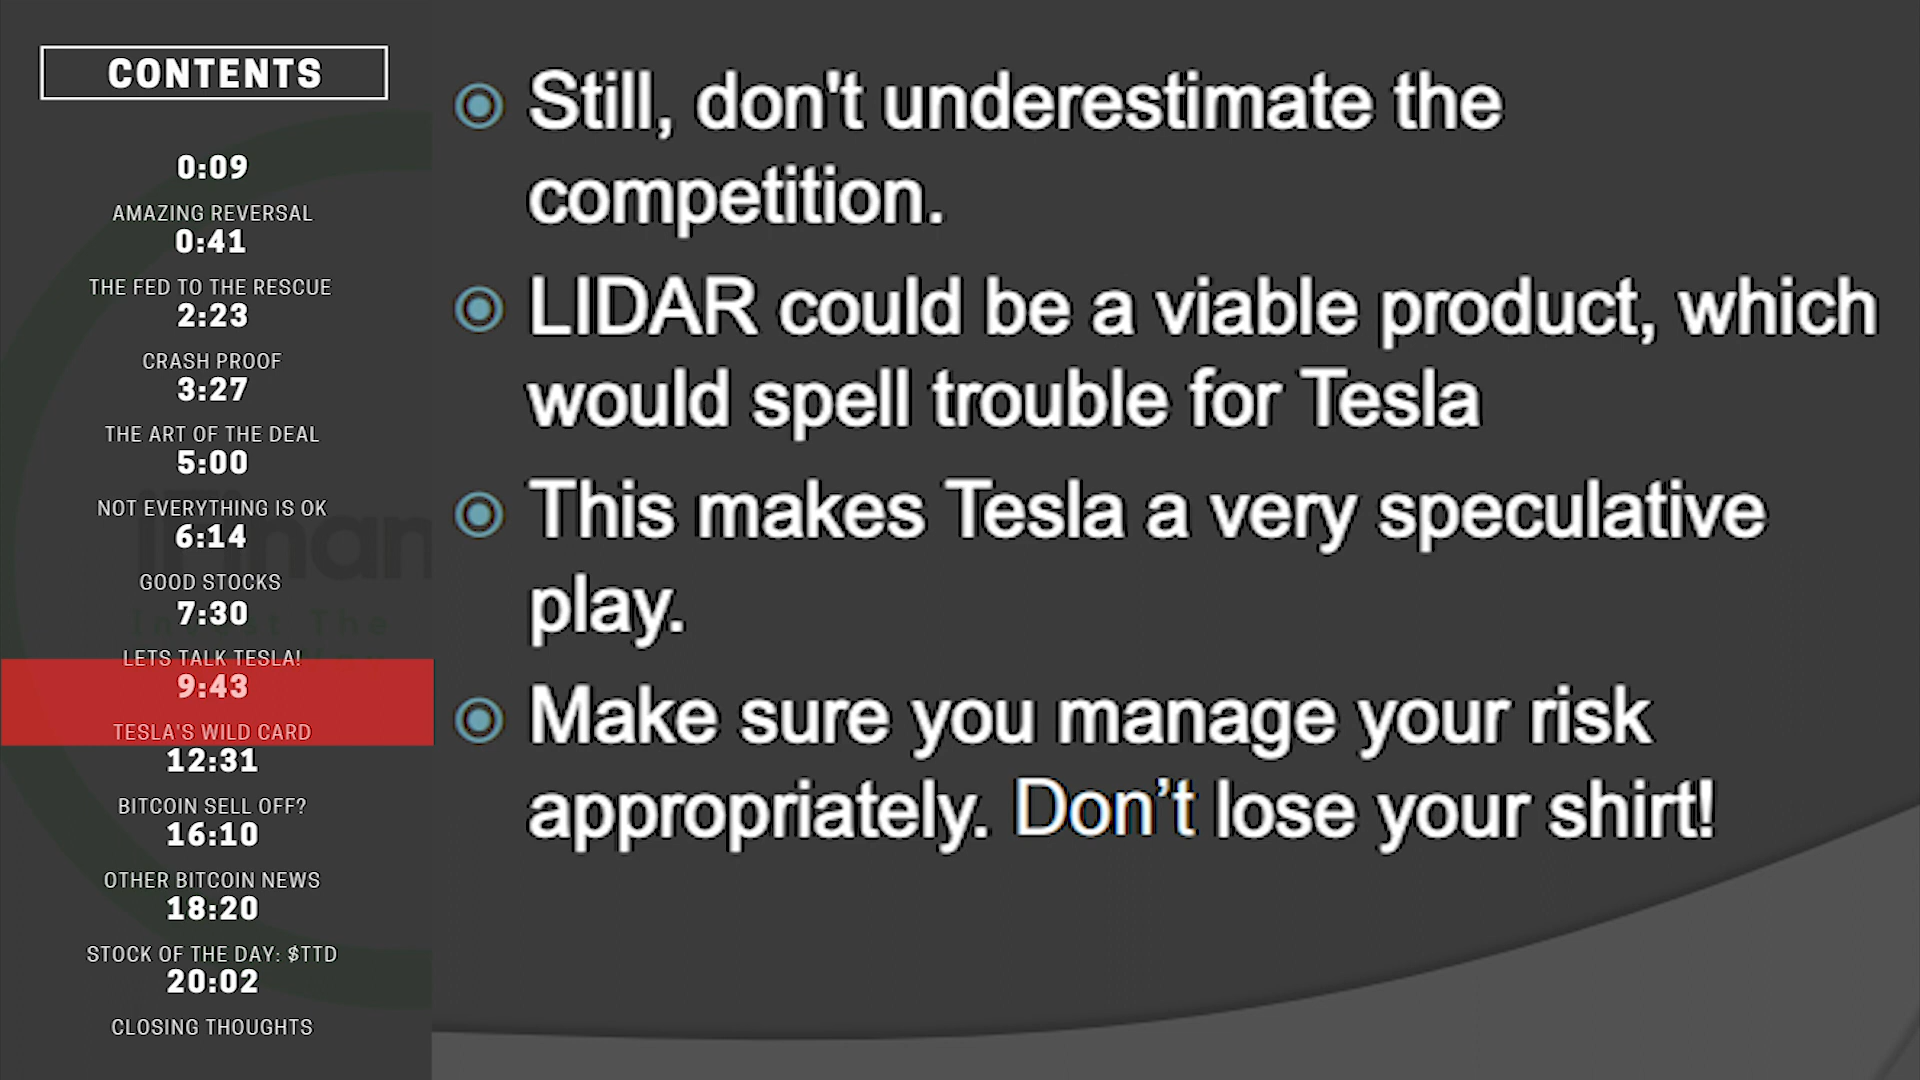 CONTENTS
0:09
AMAZING REVERSAL
0:41
THE FED TO THE RESCUE
2:23
CRASH PROOF
3:27
THE ART OF THE DEAL
5:00
NOT EVERYTHING IS OK
6:14
GOOD STOCKS
7:30
LETS TALK TESLA!
9:43
TESLA'S WILD CARD
12:31
BITCOIN SELL OFF?
16:10
OTHER BITCOIN NEWS
18:20
STOCK OF THE DAY: $TTD
20:02
CLOSING THOUGHTS
Still, don't underestimate the
competition.
LIDAR could be a viable product, which
would spell trouble for Tesla
This makes Tesla a very speculative
play.
Make sure you manage your risk
appropriately. Don’t lose your shirt!